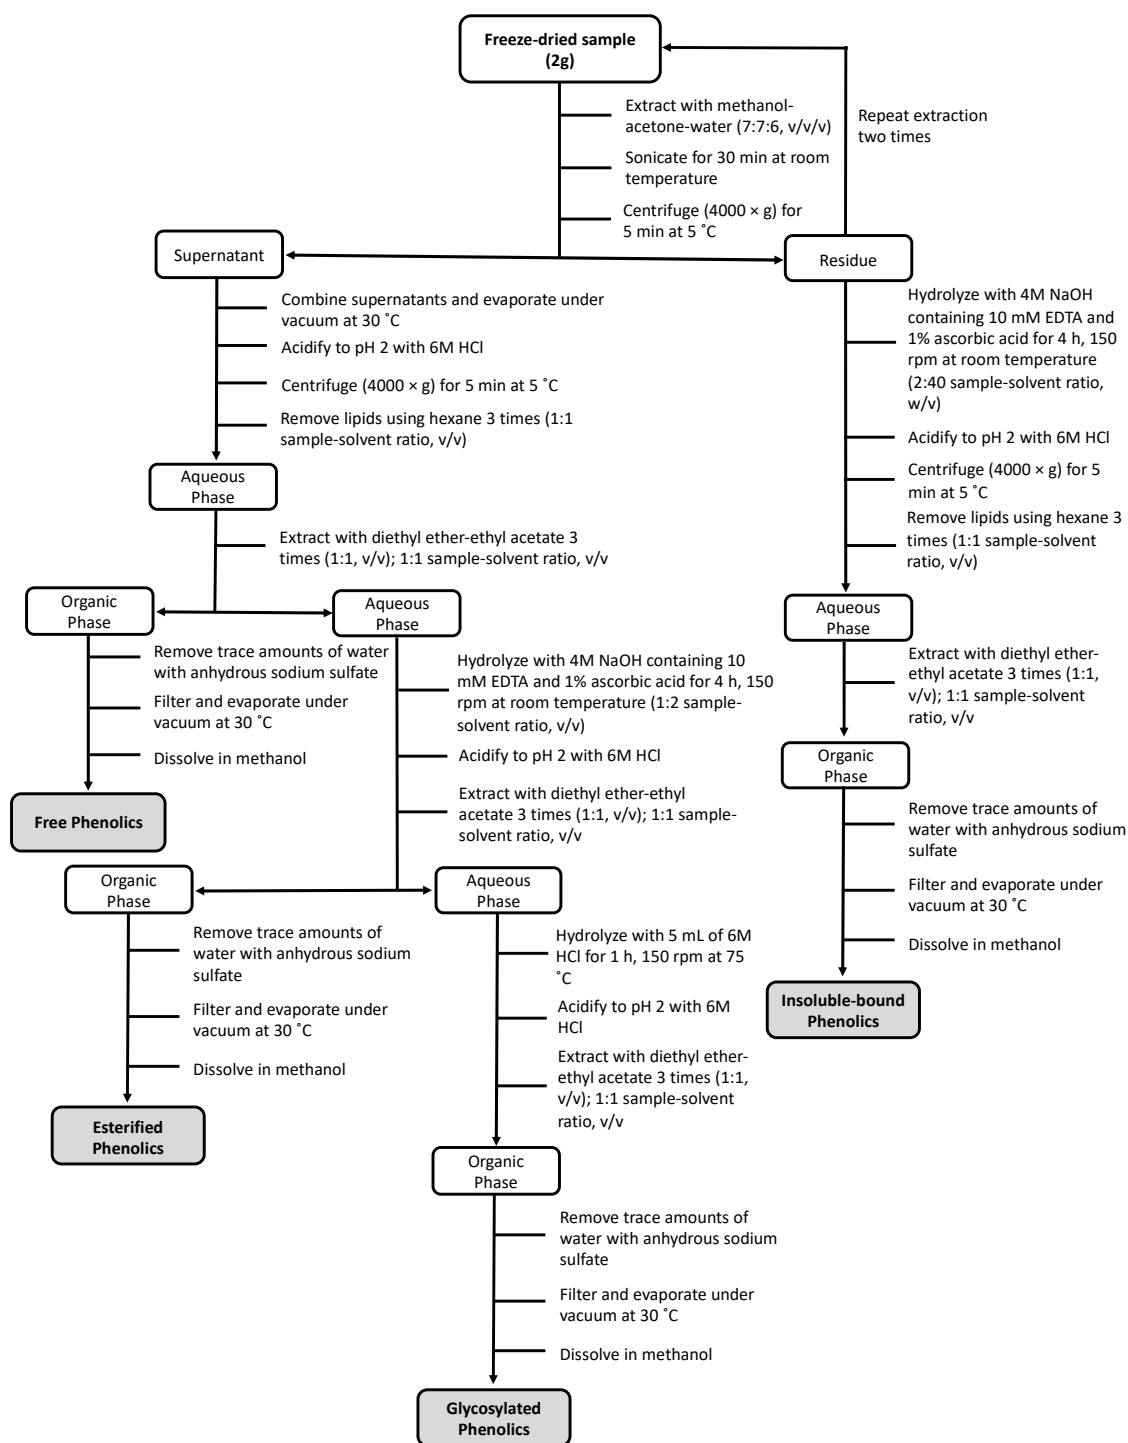 Freeze-dried sample
(2g)
Extract with methanol-
acetone-water (7:7:6, v/v/v)
Sonicate for 30 min at room
temperature
Centrifuge (4000 × g) for
5 min at 5 ˚C
Repeat extraction
two times
Supernatant
Residue
Combine supernatants and evaporate under
vacuum at 30 ˚C
Acidify to pH 2 with 6M HCl
Centrifuge (4000 × g) for 5 min at 5 ˚C
Remove lipids using hexane 3 times (1:1
sample-solvent ratio, v/v)
Aqueous
Phase
Extract with diethyl ether-ethyl acetate 3
times (1:1, v/v); 1:1 sample-solvent ratio, v/v
Organic
Phase
Remove trace amounts of water
with anhydrous sodium sulfate
Filter and evaporate under
vacuum at 30 ˚C
Dissolve in methanol
Free Phenolics
Aqueous
Phase
Hydrolyze with 4M NaOH containing 10
mM EDTA and 1% ascorbic acid for 4 h, 150
rpm at room temperature (1:2 sample-
solvent ratio, v/v)
Acidify to pH 2 with 6M HCl
Extract with diethyl ether-ethyl
acetate 3 times (1:1, v/v); 1:1 sample-
solvent ratio, v/v
Organic
Phase
Remove trace amounts of
water with anhydrous sodium
sulfate
Filter and evaporate under
vacuum at 30 ˚C
Dissolve in methanol
Esterified
Phenolics
Aqueous
Phase
Hydrolyze with 5 mL of 6M
HCl for 1 h, 150 rpm at 75
˚C
Acidify to pH 2 with 6M
HCl
Extract with diethyl ether-
ethyl acetate 3 times (1:1,
v/v); 1:1 sample-solvent
ratio, v/v
Organic
Phase
Remove trace amounts of
water with anhydrous sodium
sulfate
Filter and evaporate under
vacuum at 30 ˚C
Dissolve in methanol
Glycosylated
Phenolics
Hydrolyze with 4M NaOH
containing 10 mM EDTA and
1% ascorbic acid for 4 h, 150
rpm at room temperature
(2:40 sample-solvent ratio,
w/v)
Acidify to pH 2 with 6M HCl
Centrifuge (4000 × g) for 5
min at 5 ˚C
Remove lipids using hexane 3
times (1:1 sample-solvent
ratio, v/v)
Aqueous
Phase
Extract with diethyl ether-
ethyl acetate 3 times (1:1,
v/v); 1:1 sample-solvent
ratio, v/v
Organic
Phase
Remove trace amounts of
water with anhydrous sodium
sulfate
Filter and evaporate under
vacuum at 30 ˚C
Dissolve in methanol
Insoluble-bound
Phenolics